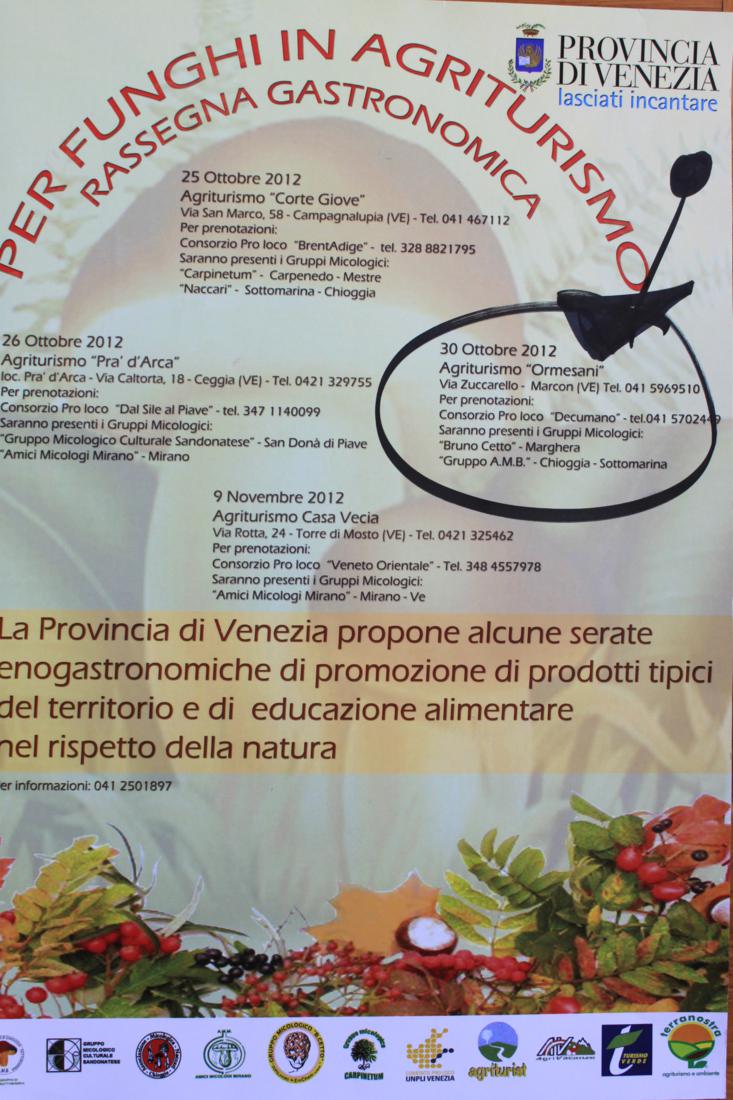 PER FUNGHI IN AGRITURISMO
RASSEGNA GASTRONOMICA
PROVINCIA
DI VENEZIA
lasciati incantare
25 Ottobre 2012
Agriturismo "Corte Giove"
Via San Marco, 58 - Campagnalupia (VE) - Tel. 041 467112
Per prenotazioni:
Consorzio Pro loco "BrentAdige" - tel. 328 8821795
Saranno presenti i Gruppi Micologici:
"Carpinetum" - Carpenedo - Mestre
"Naccari" - Sottomarina - Chioggia
26 Ottobre 2012
Agriturismo "Pra' d'Arca"
loc. Pra' d'Arca - Via Caltorta, 18 - Ceggia (VE) - Tel. 0421 329755
Per prenotazioni:
Consorzio Pro loco "Dal Sile al Piave" - tel. 347 1140099
Saranno presenti i Gruppi Micologici:
"Gruppo Micologico Culturale Sandonatese" - San Donà di Piave
"Amici Micologi Mirano" - Mirano
30 Ottobre 2012
Agriturismo "Ormesani"
Via Zuccarello - Marcon (VE) Tel. 041 5969510
Per prenotazioni:
Consorzio Pro loco "Decumano" - tel.041 5702449
Saranno presenti i Gruppi Micologici:
"Bruno Cetto" - Marghera
"Gruppo A.M.B." - Chioggia - Sottomarina
9 Novembre 2012
Agriturismo Casa Vecia
Via Rotta, 24 - Torre di Mosto (VE) - Tel. 0421 325462
Per prenotazioni:
Consorzio Pro loco "Veneto Orientale" - Tel. 348 4557978
Saranno presenti i Gruppi Micologici:
"Amici Micologi Mirano" - Mirano - Ve
La Provincia di Venezia propone alcune serate
enogastronomiche di promozione di prodotti tipici
del territorio e di educazione alimentare
nel rispetto della natura
er informazioni: 041 2501897
GRUPPO
MICOLOGICO
CULTURALE
SANDONATESE
AMICI MICOLOGI MIRANO
CARPINETUM
UNPLI VENEZIA
agriturist
TURISMO
VERDE
terranostra
agriturismo e ambiente